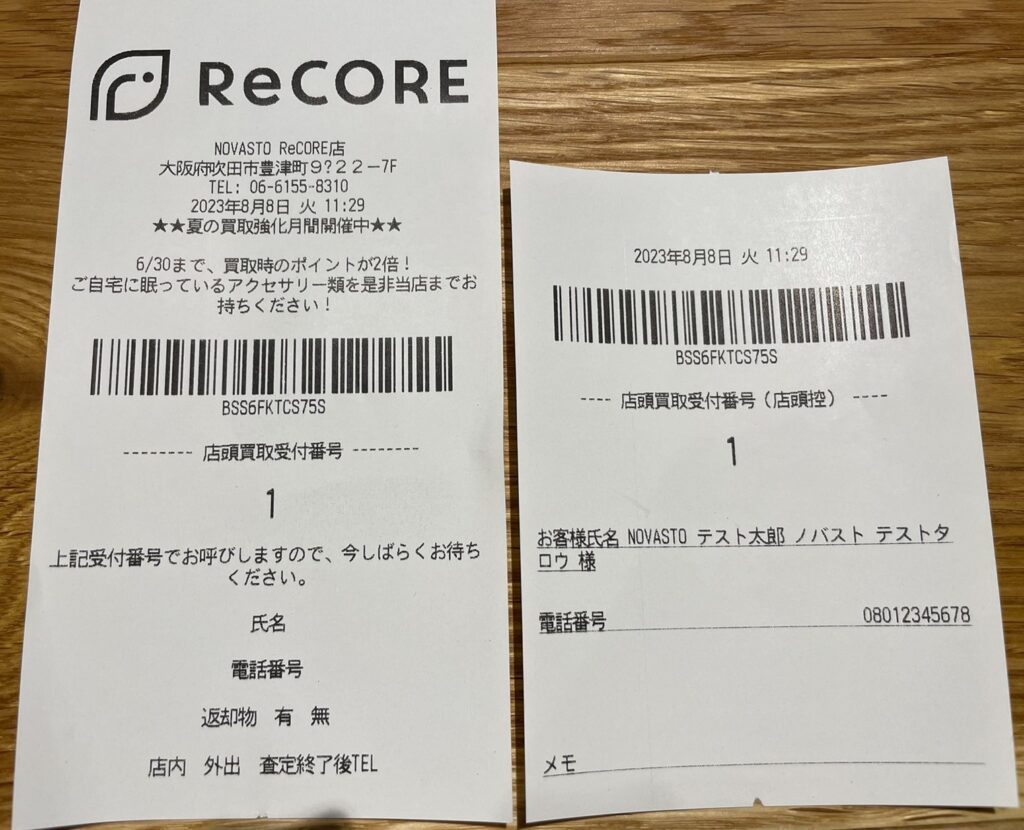 ReCORE
NOVASTO ReCORE店
大阪府吹田市豊津町9?22−7F
TEL: 06-6155-8310
2023年8月8日 火 11:29
★★夏の買取強化月間開催中★★
6/30まで、買取時のポイントが2倍!
ご自宅に眠っているアクセサリー類を是非当店までお
持ちください!
BSS6FKTCS75S
-------- 店頭買取受付番号 --------
1
上記受付番号でお呼びしますので、今しばらくお待ち
ください。
氏名
電話番号
返却物 有 無
店内 外出 査定終了後TEL
2023年8月8日 火 11:29
BSS6FKTCS75S
---- 店頭買取受付番号(店頭控) ----
1
お客様氏名 NOVASTO テスト太郎 ノバスト テストタ
ロウ 様
電話番号 08012345678
メモ